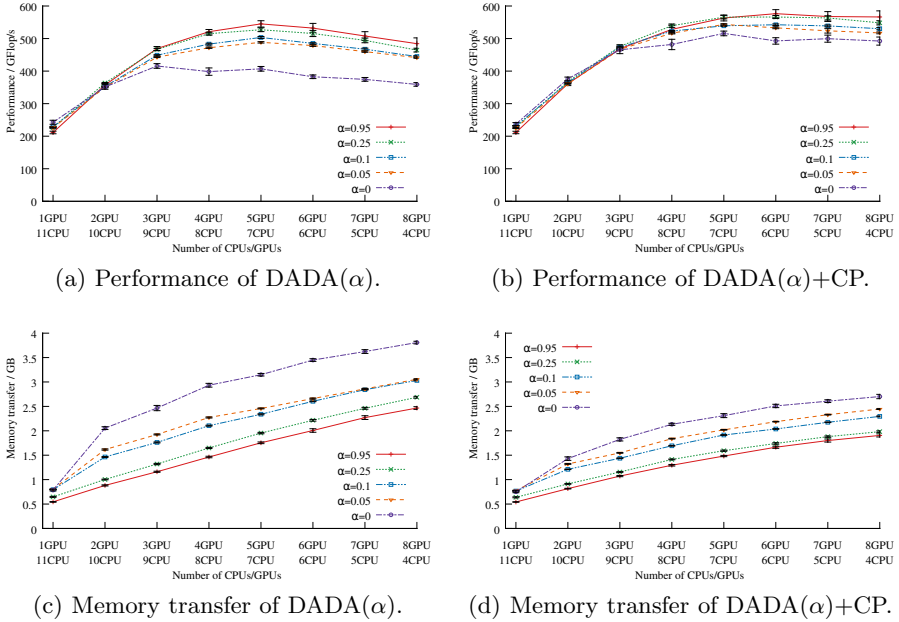 600
500
400
300
200
100
0
Performance / GFlop/s
α=0.95
α=0.25
α=0.1
α=0.05
α=0
1GPU 2GPU 3GPU 4GPU 5GPU 6GPU 7GPU 8GPU
11CPU 10CPU 9CPU 8CPU 7CPU 6CPU 5CPU 4CPU
Number of CPUs/GPUs
(a) Performance of DADA(α).
600
500
400
300
200
100
0
Performance / GFlop/s
α=0.95
α=0.25
α=0.1
α=0.05
α=0
1GPU 2GPU 3GPU 4GPU 5GPU 6GPU 7GPU 8GPU
11CPU 10CPU 9CPU 8CPU 7CPU 6CPU 5CPU 4CPU
Number of CPUs/GPUs
(b) Performance of DADA(α)+CP.
4
3.5
3
2.5
2
1.5
1
0.5
0
Memory transfer / GB
α=0.95
α=0.25
α=0.1
α=0.05
α=0
1GPU 2GPU 3GPU 4GPU 5GPU 6GPU 7GPU 8GPU
11CPU 10CPU 9CPU 8CPU 7CPU 6CPU 5CPU 4CPU
Number of CPUs/GPUs
(c) Memory transfer of DADA(α).
4
3.5
3
2.5
2
1.5
1
0.5
0
Memory transfer / GB
α=0.95
α=0.25
α=0.1
α=0.05
α=0
1GPU 2GPU 3GPU 4GPU 5GPU 6GPU 7GPU 8GPU
11CPU 10CPU 9CPU 8CPU 7CPU 6CPU 5CPU 4CPU
Number of CPUs/GPUs
(d) Memory transfer of DADA(α)+CP.